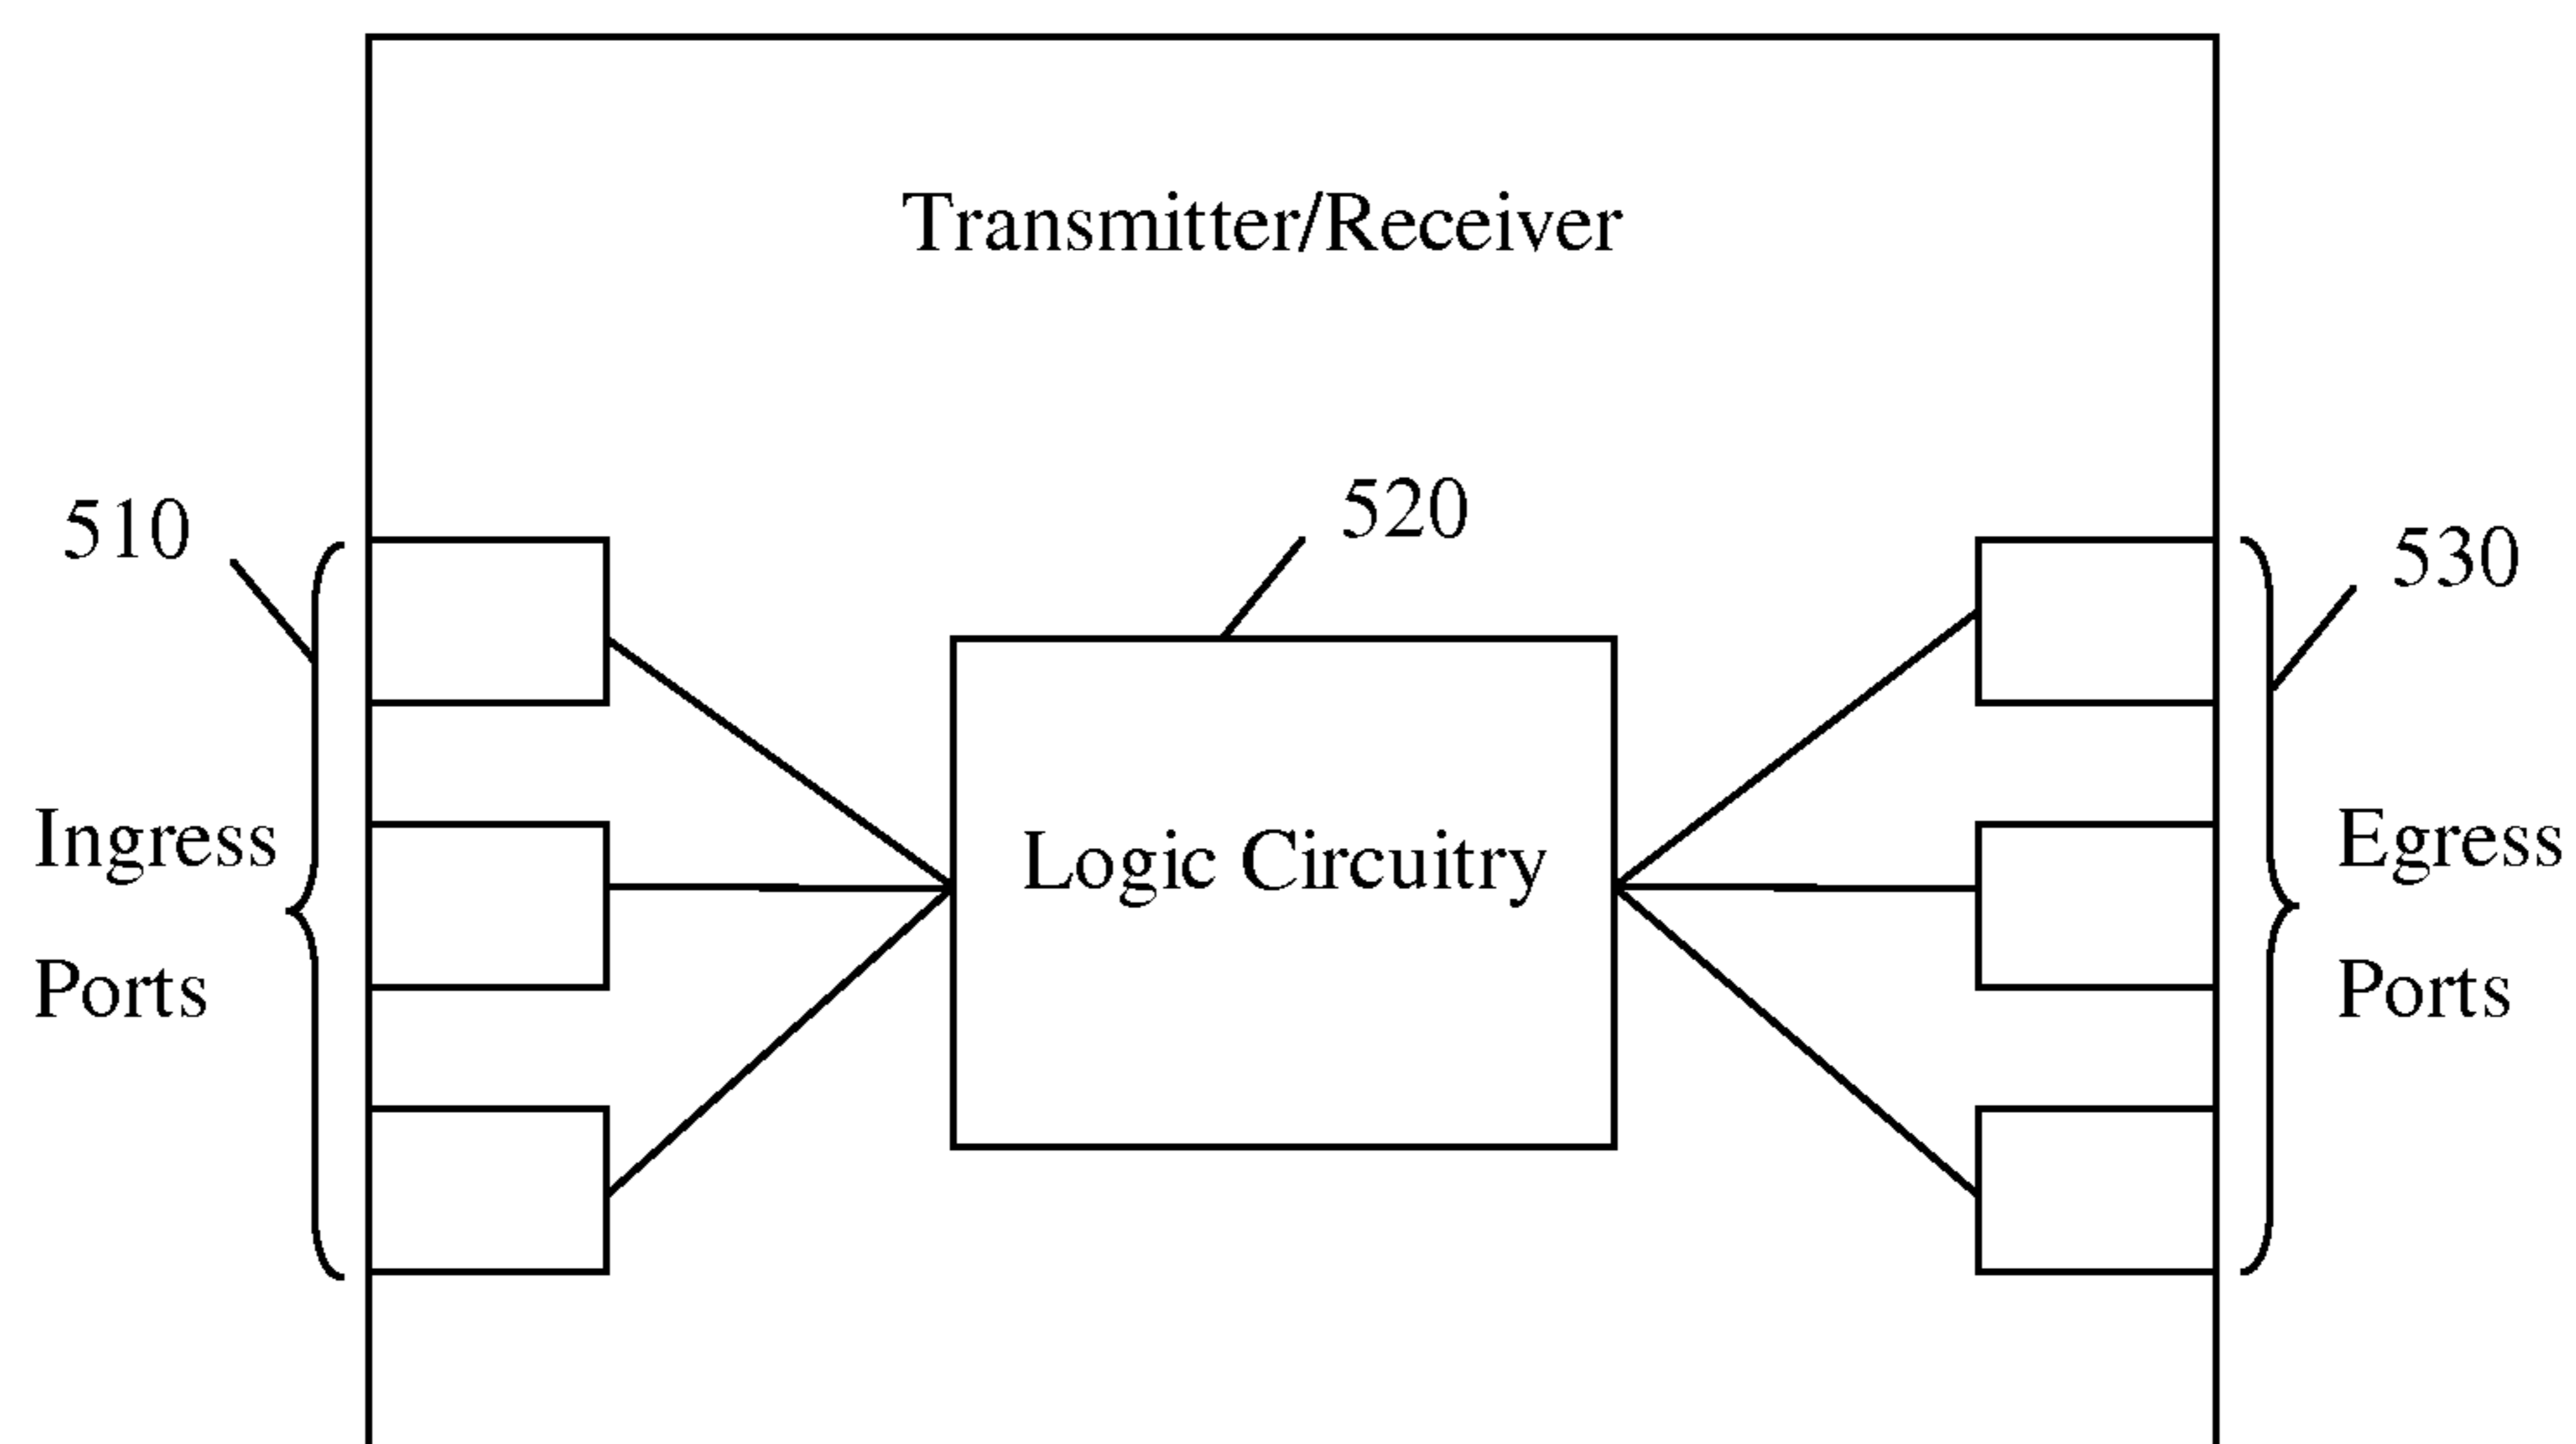 Transmitter/Receiver
510
520
530
Ingress
Ports
Logic Circuitry
Egress
Ports